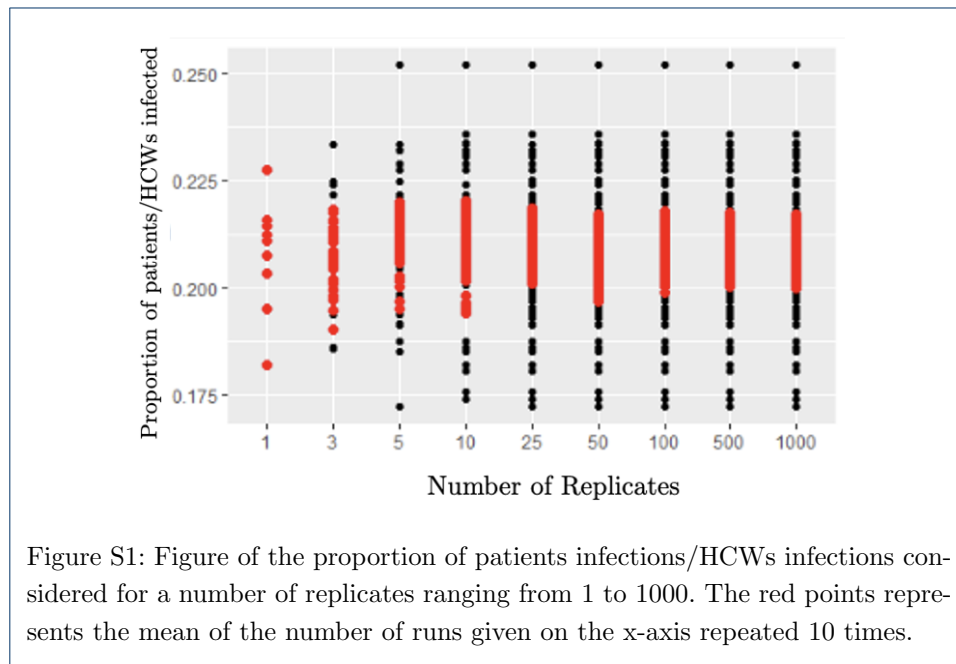 Proportion of patients/HCWs infected
0.250
0.225
0.200
0.175
1 3 5 10 25 50 100 500 1000
Number of Replicates
Figure S1: Figure of the proportion of patients infections/HCWs infections con-
sidered for a number of replicates ranging from 1 to 1000. The red points repre-
sents the mean of the number of runs given on the x-axis repeated 10 times.